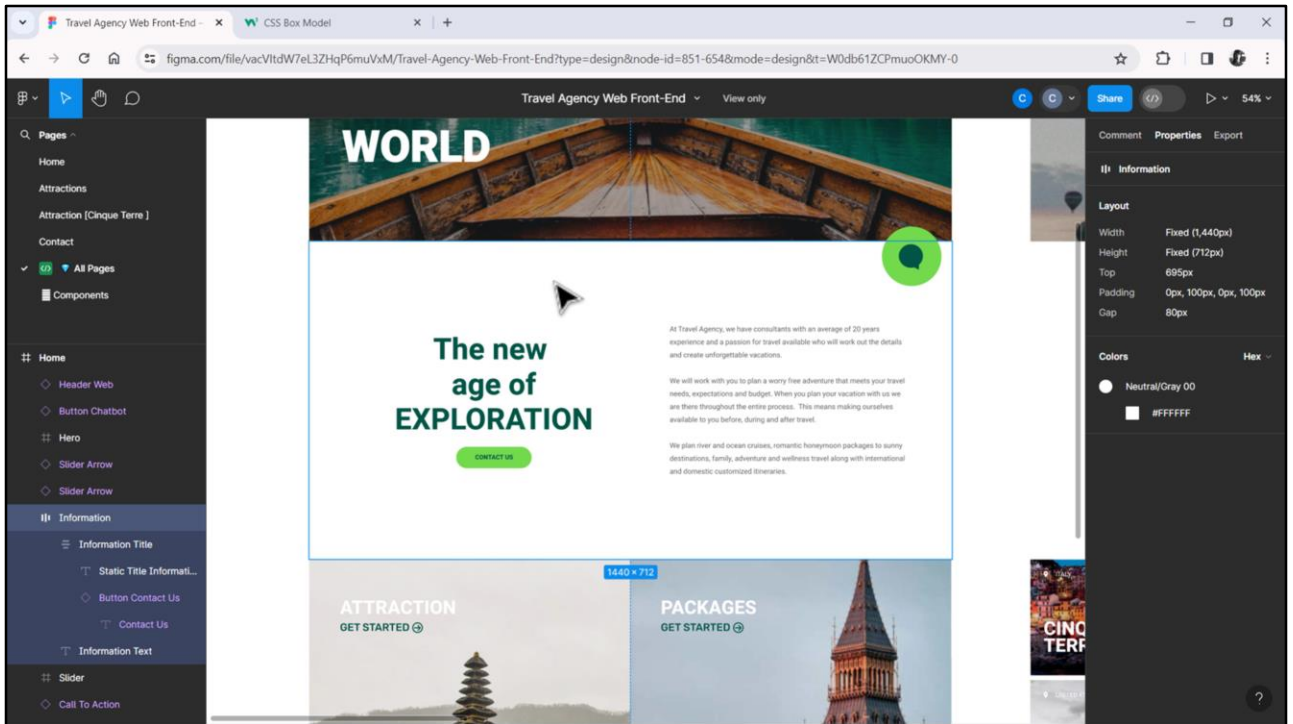 Travel Agency Web Front-End –
CSS Box Model
figma.com/file/vacVItdW7eL3ZHqP6muVxM/Travel-Agency-Web-Front-End?type=design&node-id=851-654&mode=design&t=W0db61ZCPmuoOKMY-0
Travel Agency Web Front-End
View only
C
C
Share
54%
Pages
Home
Attractions
Attraction [Cinque Terre ]
Contact
All Pages
Components
Home
Header Web
Button Chatbot
Hero
Slider Arrow
Slider Arrow
Information
Information Title
Static Title Informati...
Button Contact Us
Contact Us
Information Text
Slider
Call To Action
WORLD
The new
age of
EXPLORATION
CONTACT US
At Travel Agency, we have consultants with an average of 20 years
experience and a passion for travel available who will work out the details
and create unforgettable vacations.
We will work with you to plan a worry free adventure that meets your travel
needs, expectations and budget. When you plan your vacation with us we
are there throughout the entire process. This means making ourselves
available to you before, during and after travel.
We plan river and ocean cruises, romantic honeymoon packages to sunny
destinations, family, adventure and wellness travel along with international
and domestic customized itineraries.
1440 × 712
ATTRACTION
GET STARTED
PACKAGES
GET STARTED
ITALY
CINQ
TERR
Comment Properties Export
Information
Layout
Width Fixed (1,440px)
Height Fixed (712px)
Top 695px
Padding 0px, 100px, 0px, 100px
Gap 80px
Colors Hex
Neutral/Gray 00
#FFFFFF
?